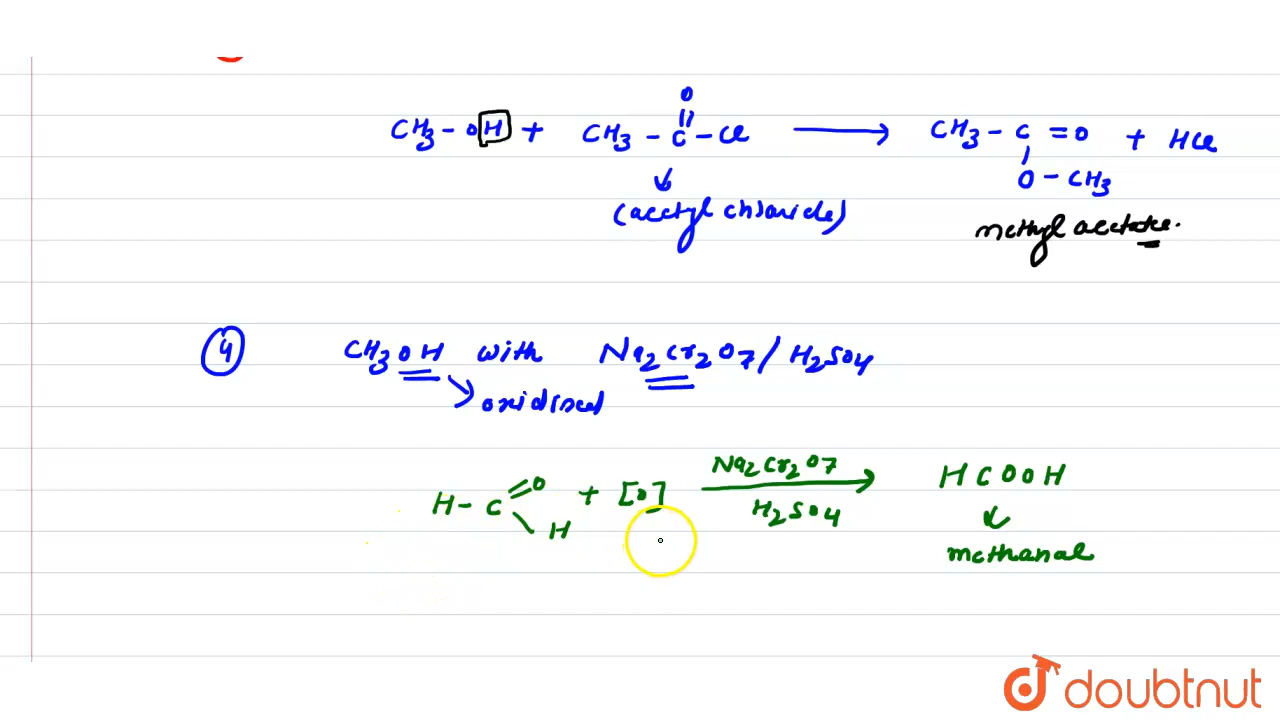 O
CH3 - OH + CH3 - C - Cl ⟶ CH3 - C = O + HCl
O - CH3
(acetyl chloride)
methyl acetate.
4 CH3OH with Na2Cr2O7/H2SO4
oxidised
H - C = O H + [O] Na2Cr2O7 ⟶ H2SO4 HCOOH
methanal
doubtnut